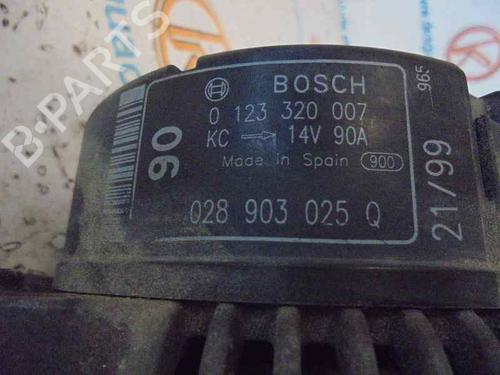 BOSCH
0 123 320 007
KC 14V 90A
Made in Spain 900
028 903 025 Q
90
21/99
965
B-PARTS